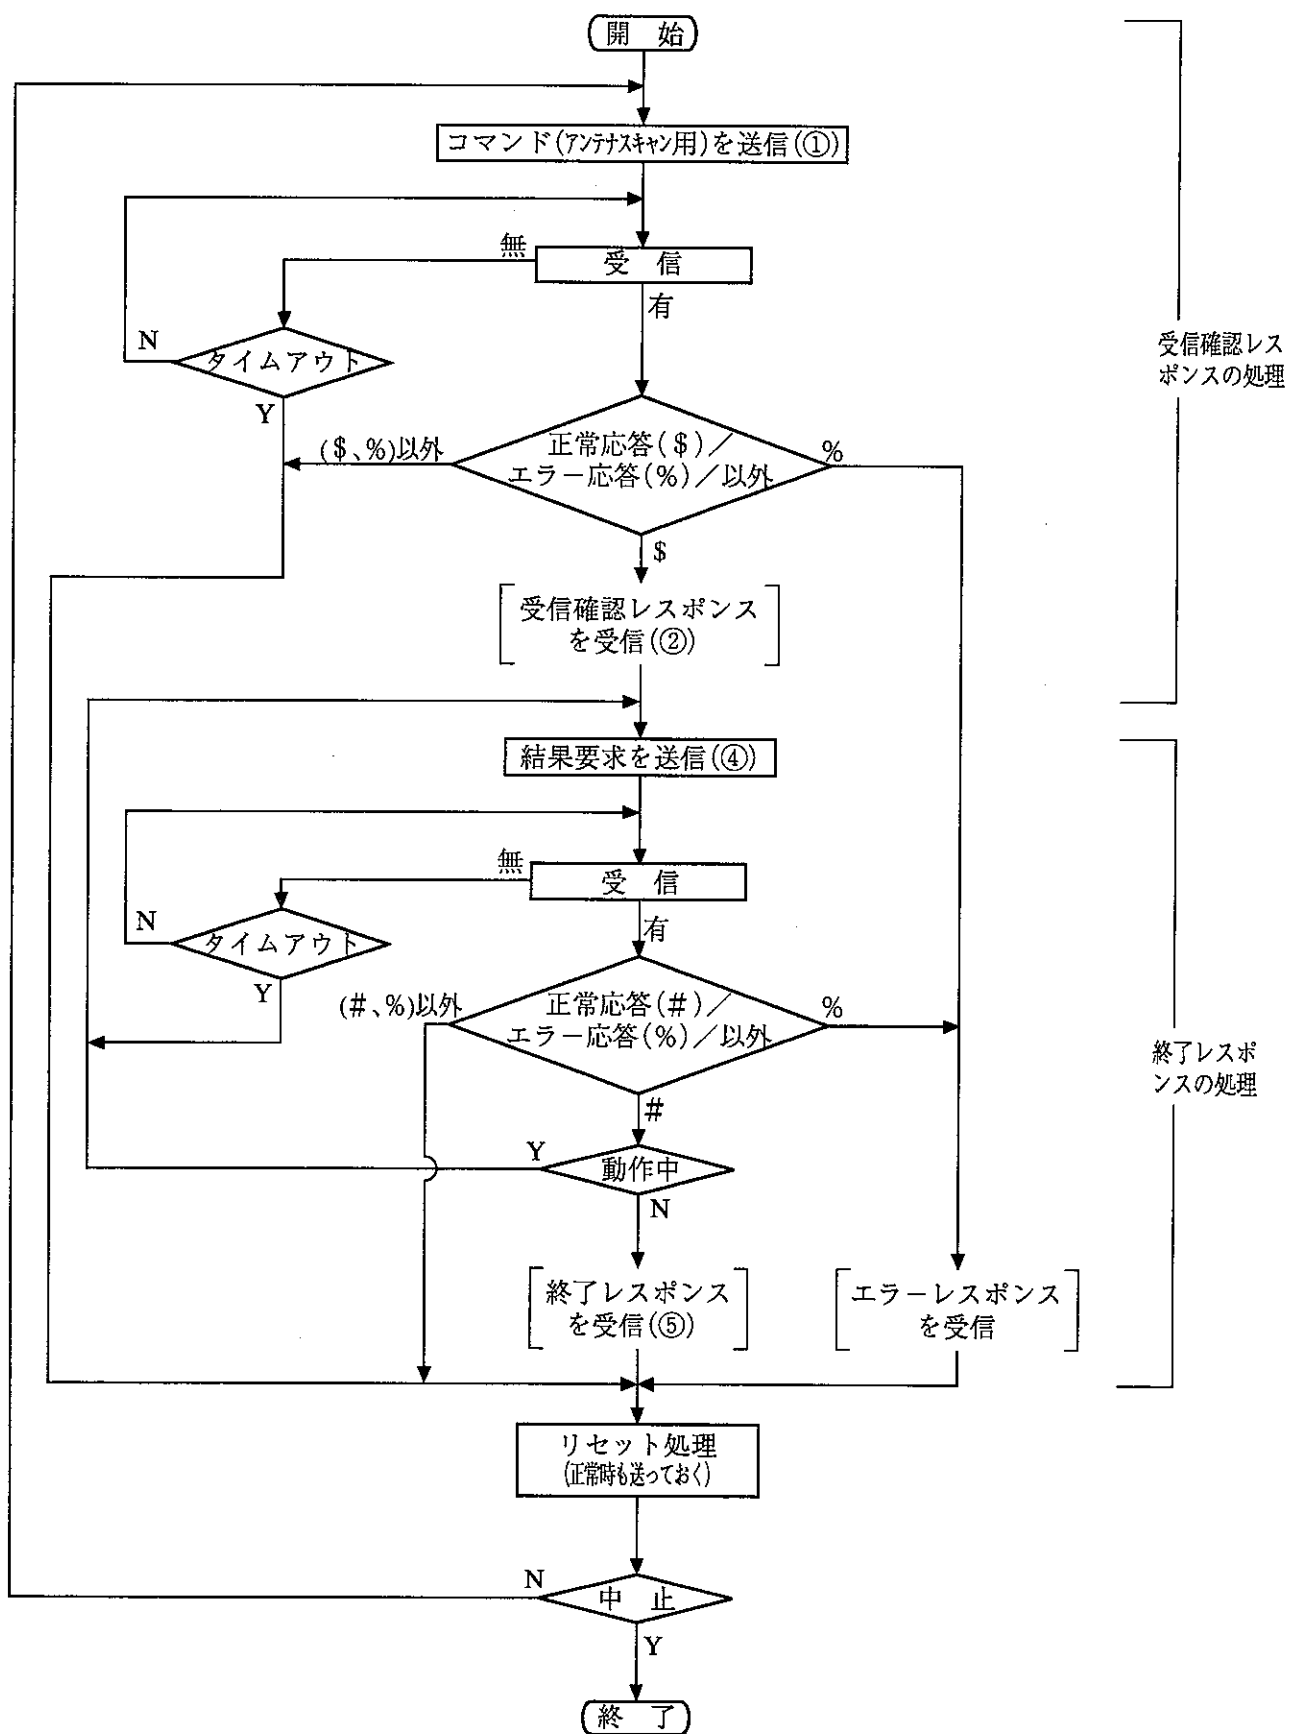 開 始
コマンド(アンテナスキャン用)を送信(①)
無
受 信
有
N
タイムアウト
Y
受信確認レス
ポンスの処理
($、%)以外
正常応答($)/
エラー応答(%)/以外
%
$
受信確認レスポンス
を受信(②)
結果要求を送信(④)
無
受 信
有
N
タイムアウト
Y
(#、%)以外
正常応答(#)/
エラー応答(%)/以外
%
終了レスポ
ンスの処理
#
Y
動作中
N
終了レスポンス
を受信(⑤)
エラーレスポンス
を受信
リセット処理
(正常時も送っておく)
N
中 止
Y
終 了